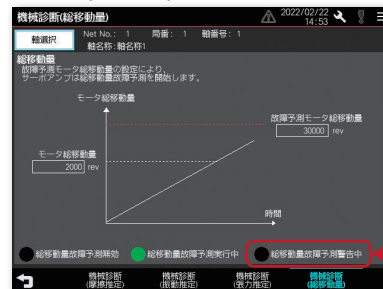 機械診断(総移動量)
2022/02/22
14:53
軸選択
Net No.: 1 局番: 1 軸番号: 1
軸名称:軸名称1
総移動量
故障予測モータ総移動量の設定により、
サーボアンプは総移動量故障予測を開始します。
モータ総移動量
故障予測モータ総移動量
30000 rev
モータ総移動量
2000 rev
時間
総移動量故障予測無効 総移動量故障予測実行中 総移動量故障予測警告中
機械診断
(摩擦推定)
機械診断
(振動推定)
機械診断
(張力推定)
機械診断
(総移動量)